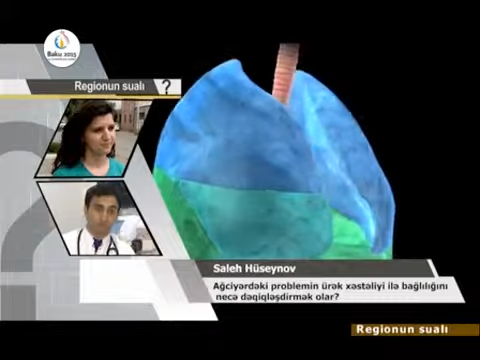 Baku 2015
Regionun sualı ?
Saleh Hüseynov
Ağciyərdəki problemin ürək xəstəliyi ilə bağlılığını
necə dəqiqləşdirmək olar?
Regionun sualı